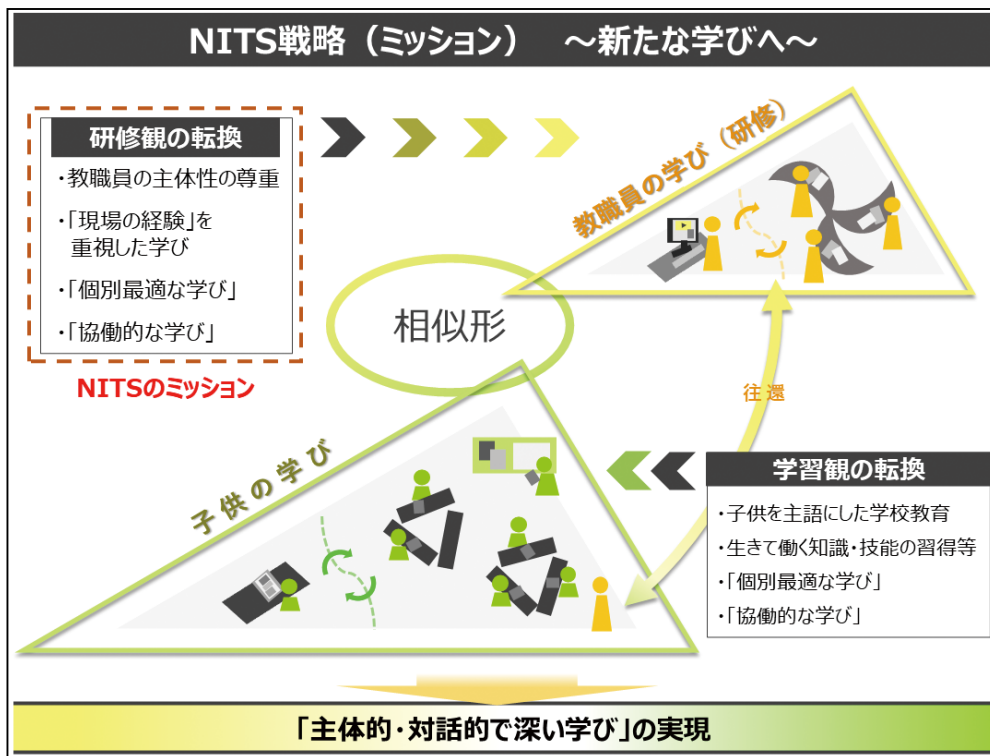 NITS戦略（ミッション）　～新たな学びへ～
研修観の転換
・教職員の主体性の尊重
・「現場の経験」を
重視した学び
・「個別最適な学び」
・「協働的な学び」
NITSのミッション
教職員の学び（研修）
相似形
往還
子供の学び
学習観の転換
・子供を主語にした学校教育
・生きて働く知識・技能の習得等
・「個別最適な学び」
・「協働的な学び」
「主体的・対話的で深い学び」の実現